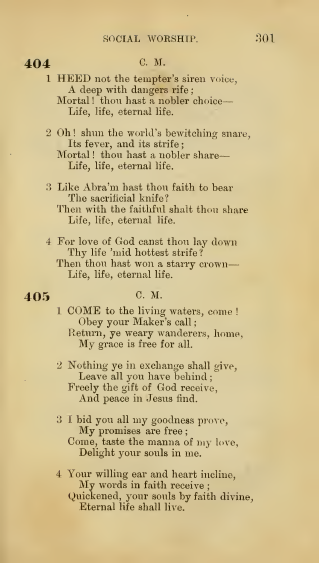 SOCIAL WORSHIP. 301
404 C. M.
1 HEED not the tempter's siren voice,
A deep with dangers rife;
Mortal! thou hast a nobler choice—
Life, life, eternal life.
2 Oh! shun the world's bewitching snare,
Its fever, and its strife;
Mortal! thou hast a nobler share—
Life, life, eternal life.
3 Like Abra'm hast thou faith to bear
The sacrificial knife?
Then with the faithful shalt thou share
Life, life, eternal life.
4 For love of God canst thou lay down
Thy life 'mid hottest strife?
Then thou hast won a starry crown—
Life, life, eternal life.
405 C. M.
1 COME to the living waters, come!
Obey your Maker's call;
Return, ye weary wanderers, home,
My grace is free for all.
2 Nothing ye in exchange shall give,
Leave all you have behind;
Freely the gift of God receive,
And peace in Jesus find.
3 I bid you all my goodness prove,
My promises are free;
Come, taste the manna of my love,
Delight your souls in me.
4 Your willing ear and heart incline,
My words in faith receive;
Quickened, your souls by faith divine,
Eternal life shall live.